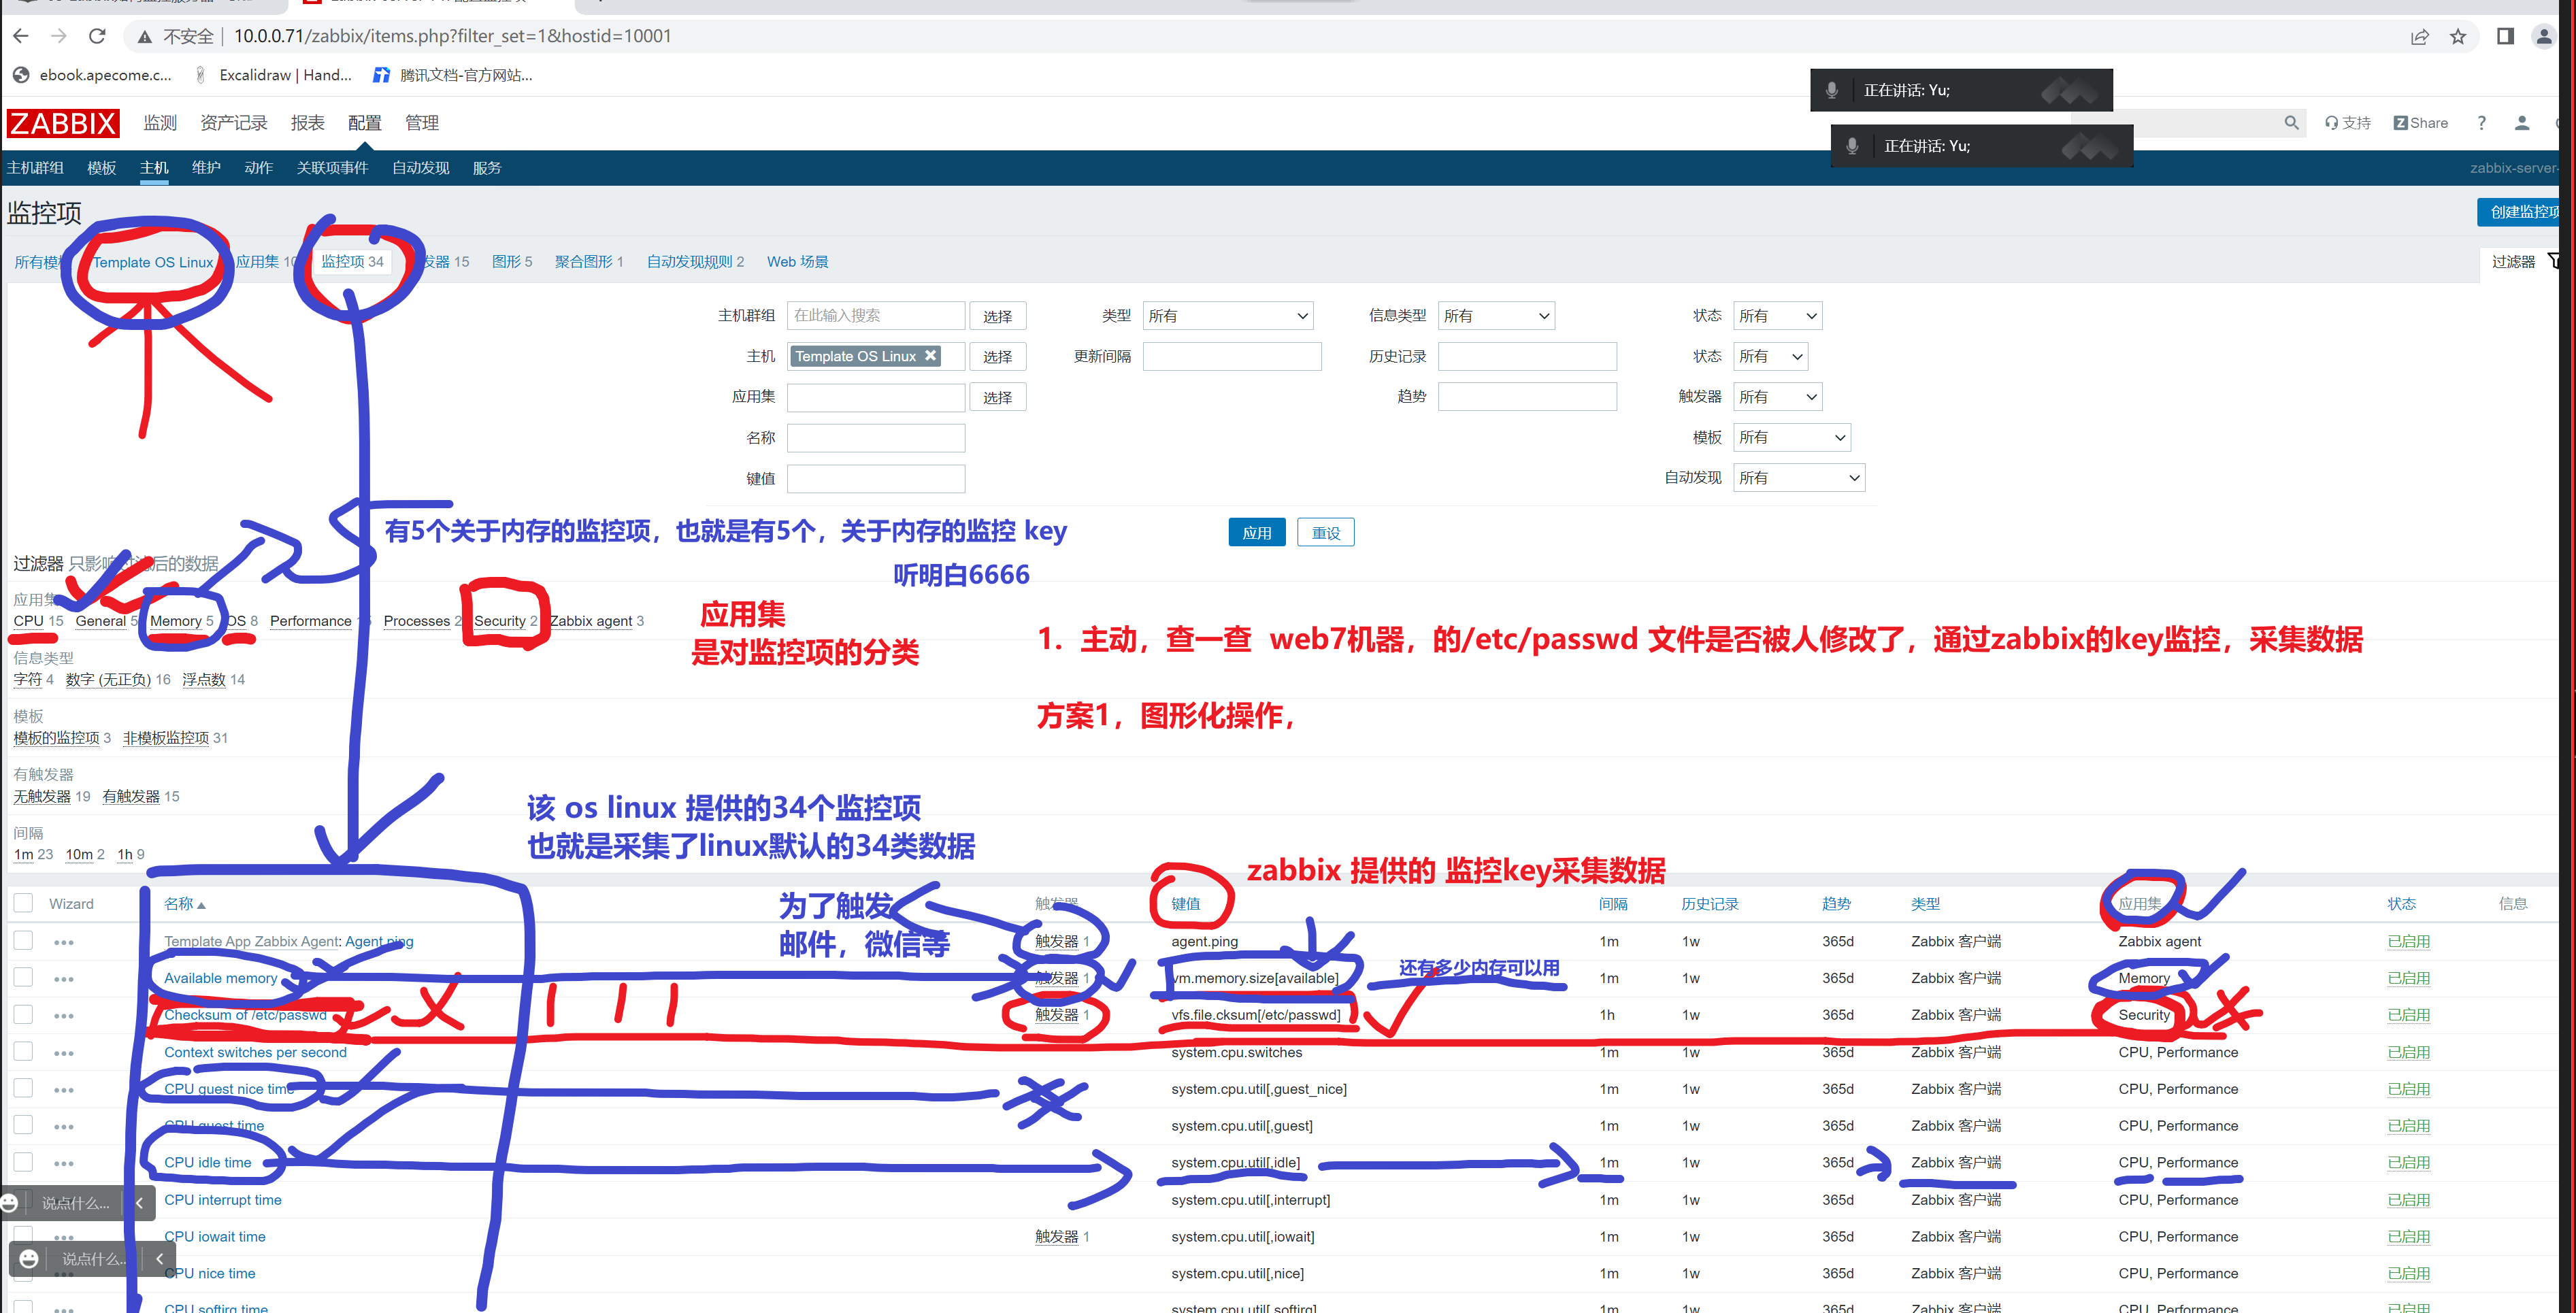 不安全 10.0.0.71/zabbix/items.php?filter_set=1&hostid=10001
ebook.apecome.c... Excalidraw | Hand... 腾讯文档-官方网站...
正在讲话: Yu;
ZABBIX 监测 资产记录 报表 配置 管理 支持 Share ?
正在讲话: Yu;
主机群组 模板 主机 维护 动作 关联项事件 自动发现 服务 zabbix-server-
监控项 创建监控项
所有模 Template OS Linux 应用集 10 监控项 34 发器 15 图形 5 聚合图形 1 自动发现规则 2 Web 场景 过滤器
主机群组 在此输入搜索 选择 类型 所有 信息类型 所有 状态 所有
主机 Template OS Linux 选择 更新间隔 历史记录 状态 所有
应用集 选择 趋势 触发器 所有
名称 模板 所有
键值 自动发现 所有
有5个关于内存的监控项，也就是有5个，关于内存的监控 key
应用 重设
过滤器 只影响 后的数据
听明白6666
应用集
CPU 15 General 5 Memory 5 OS 8 Performance Processes 2 Security 2 Zabbix agent 3
应用集
是对监控项的分类
1. 主动，查一查 web7机器，的/etc/passwd 文件是否被人修改了，通过zabbix的key监控，采集数据
信息类型
字符 4 数字 (无正负) 16 浮点数 14
方案1，图形化操作，
模板
模板的监控项 3 非模板监控项 31
有触发器
无触发器 19 有触发器 15
该 os linux 提供的34个监控项
也就是采集了linux默认的34类数据
间隔
1m 23 10m 2 1h 9
zabbix 提供的 监控key采集数据
为了触发
邮件，微信等
Wizard 名称 触发器 键值 间隔 历史记录 趋势 类型 应用集 状态 信息
Template App Zabbix Agent: Agent ping 触发器 1 agent.ping 1m 1w 365d Zabbix 客户端 Zabbix agent 已启用
Available memory 触发器 1 vm.memory.size[available] 还有多少内存可以用 1m 1w 365d Zabbix 客户端 Memory 已启用
Checksum of /etc/passwd 触发器 1 vfs.file.cksum[/etc/passwd] 1h 1w 365d Zabbix 客户端 Security 已启用
Context switches per second system.cpu.switches 1m 1w 365d Zabbix 客户端 CPU, Performance 已启用
CPU guest nice time system.cpu.util[,guest_nice] 1m 1w 365d Zabbix 客户端 CPU, Performance 已启用
CPU guest time system.cpu.util[,guest] 1m 1w 365d Zabbix 客户端 CPU, Performance 已启用
CPU idle time system.cpu.util[,idle] 1m 1w 365d Zabbix 客户端 CPU, Performance 已启用
说点什么... CPU interrupt time system.cpu.util[,interrupt] 1m 1w 365d Zabbix 客户端 CPU, Performance 已启用
CPU iowait time 触发器 1 system.cpu.util[,iowait] 1m 1w 365d Zabbix 客户端 CPU, Performance 已启用
说点什么...
CPU nice time system.cpu.util[,nice] 1m 1w 365d Zabbix 客户端 CPU, Performance 已启用
CPU softirq time system.cpu.util[,softirq] 1m 1w 365d Zabbix 客户端 CPU, Performance 已启用